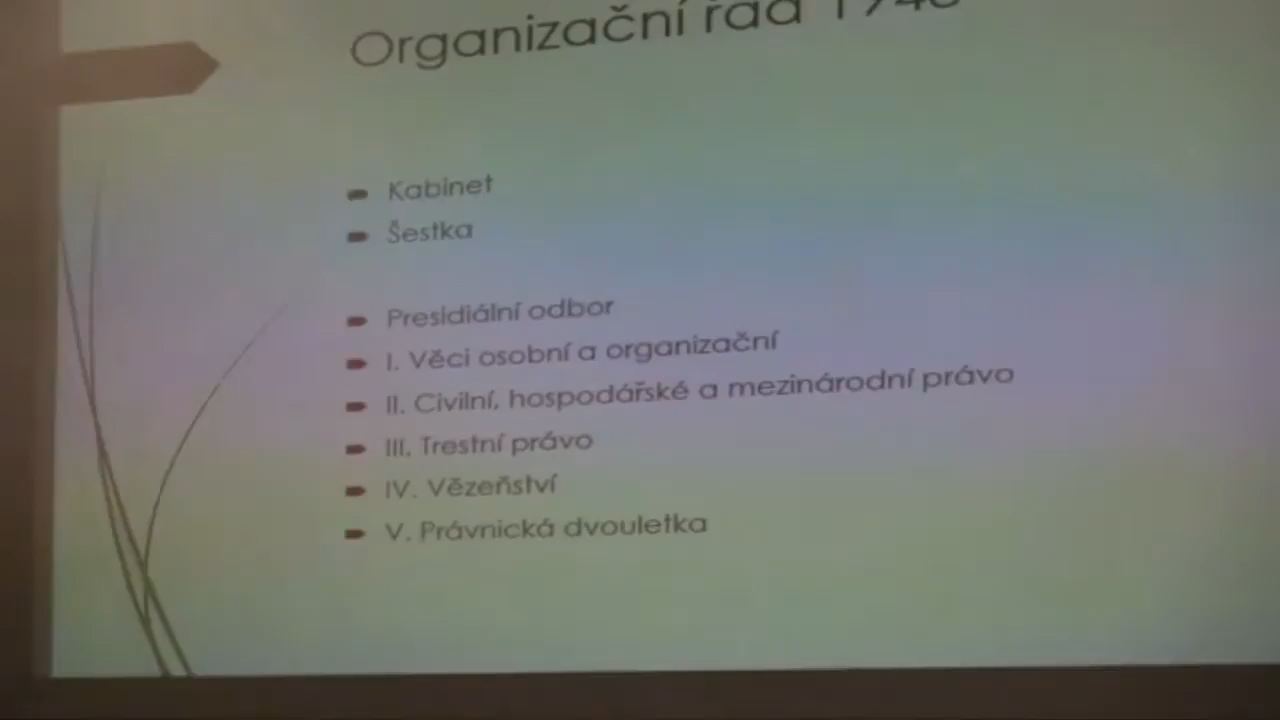 Organizační řád
Kabinet
Šestka
Presidiální odbor
I. Věci osobní a organizační
II. Civilní, hospodářské a mezinárodní právo
III. Trestní právo
IV. Vězeňství
V. Právnická dvouletka